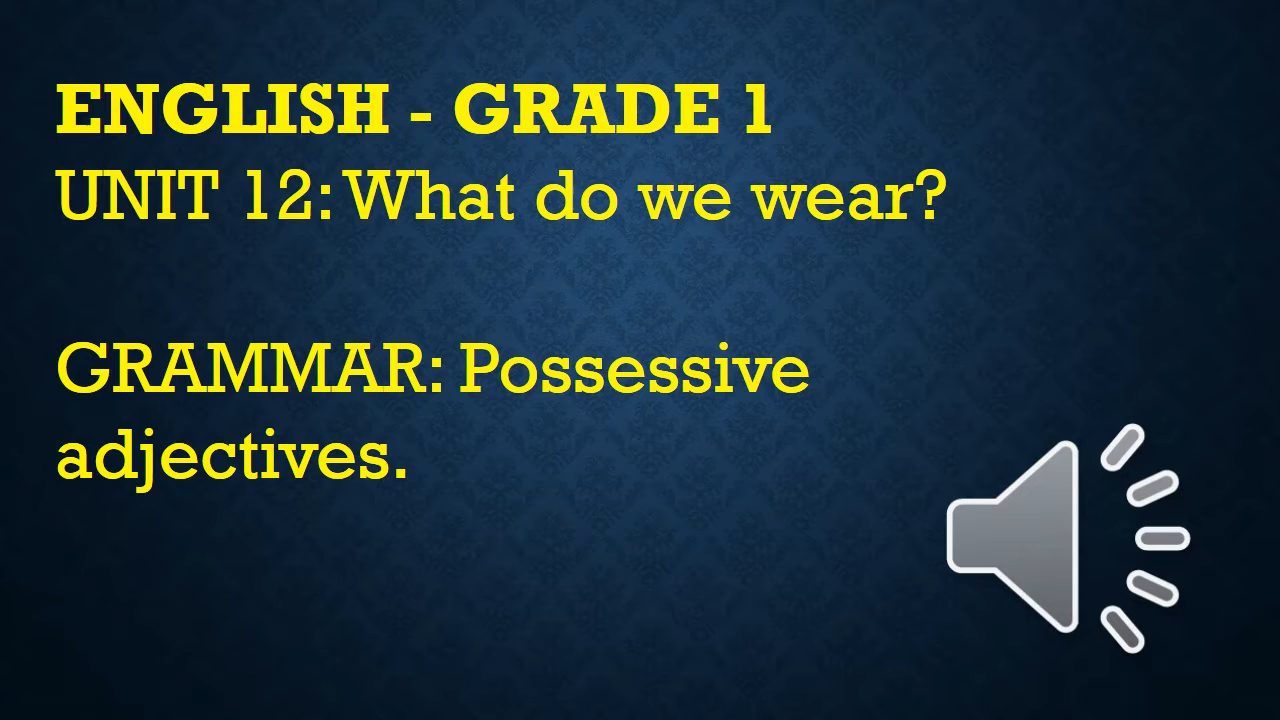 ENGLISH - GRADE 1
UNIT 12: What do we wear?
GRAMMAR: Possessive
adjectives.